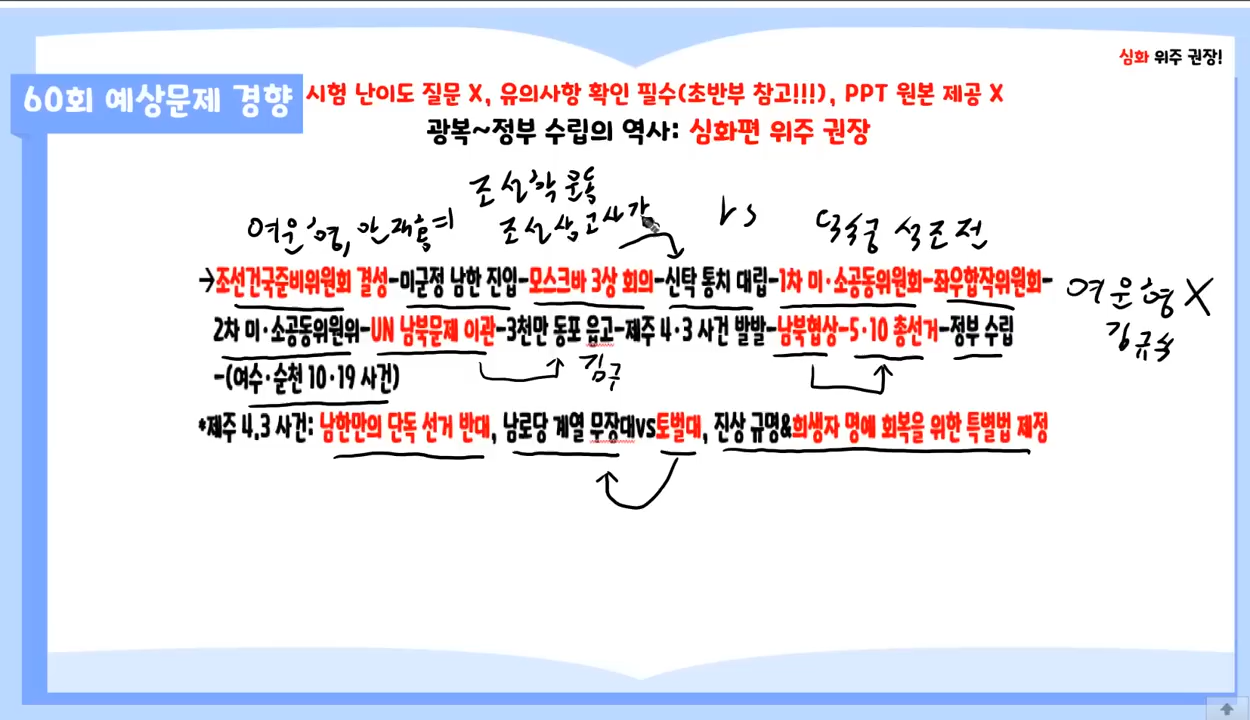 심화 위주 권장!
60회 예상문제 경향
시험 난이도 질문 X, 유의사항 확인 필수(초반부 참고!!!), PPT 원본 제공 X
광복~정부 수립의 역사: 심화편 위주 권장
조선학 운동
여운형, 안재홍 조선상고사감 vs 덕수궁 석조전
→조선건국준비위원회 결성-미군정 남한 진입-모스크바 3상 회의-신탁 통치 대립-1차 미·소공동위원회-좌우합작위원회-
여운형 X
김규식
2차 미·소공동위원위-UN 남북문제 이관-3천만 동포 읍고-제주 4·3 사건 발발-남북협상-5·10 총선거-정부 수립
김구
-(여수·순천 10·19 사건)
*제주 4.3 사건: 남한만의 단독 선거 반대, 남로당 계열 무장대vs토벌대, 진상 규명&희생자 명예 회복을 위한 특별법 제정